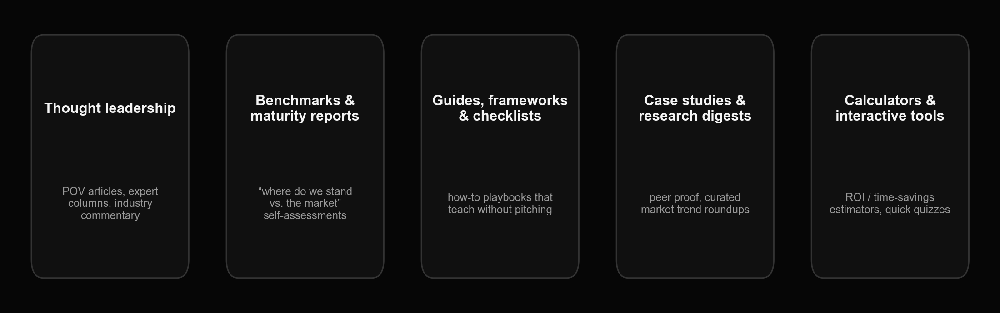 Thought leadership
POV articles, expert
columns, industry
commentary
Benchmarks &
maturity reports
“where do we stand
vs. the market”
self-assessments
Guides, frameworks
& checklists
how-to playbooks that
teach without pitching
Case studies &
research digests
peer proof, curated
market trend roundups
Calculators &
interactive tools
ROI / time-savings
estimators, quick quizzes